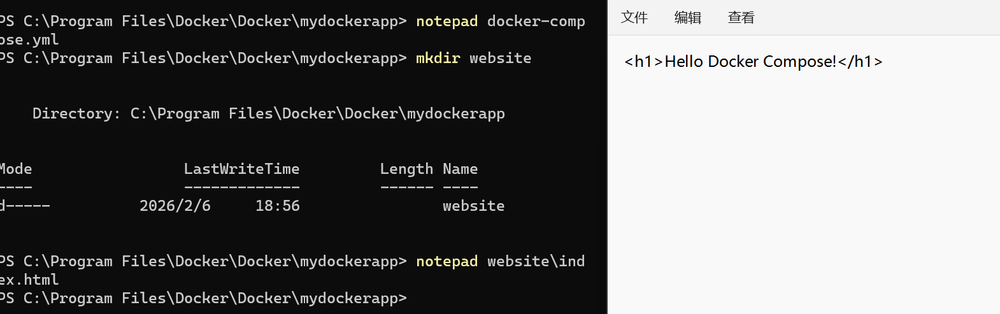 PS C:\Program Files\Docker\Docker\mydockerapp> notepad docker-comp
ose.yml
PS C:\Program Files\Docker\Docker\mydockerapp> mkdir website
Directory: C:\Program Files\Docker\Docker\mydockerapp
Mode LastWriteTime Length Name
---- ------------- ------ ----
d----- 2026/2/6 18:56 website
PS C:\Program Files\Docker\Docker\mydockerapp> notepad website\ind
ex.html
PS C:\Program Files\Docker\Docker\mydockerapp>
文件 编辑 查看
<h1>Hello Docker Compose!</h1>